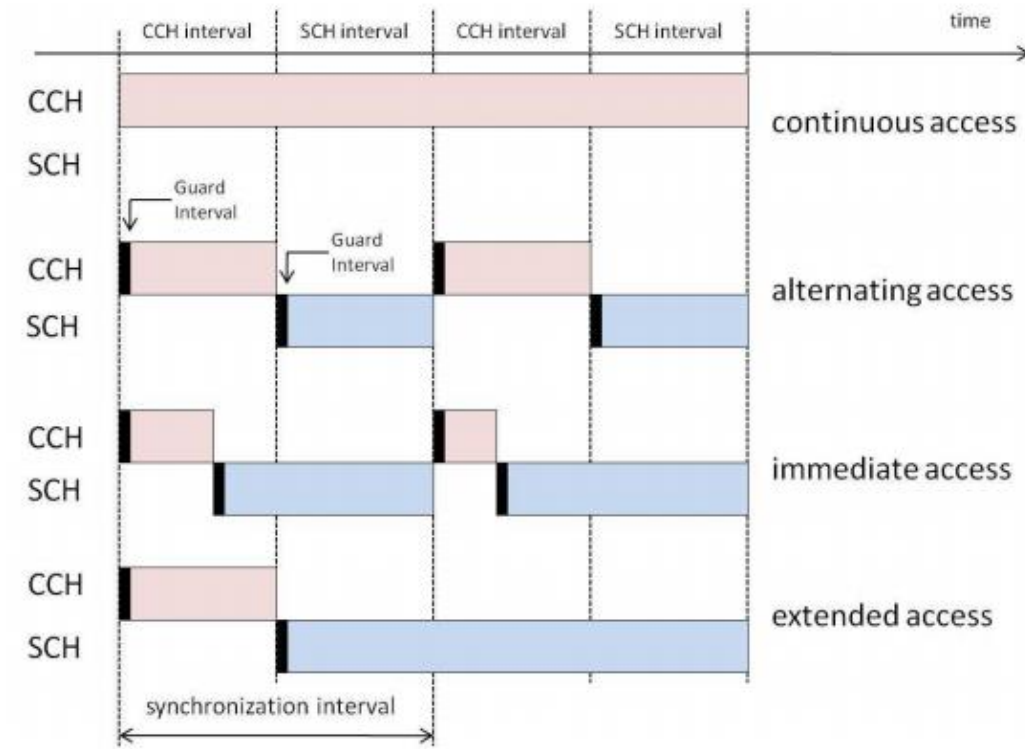 CCH interval SCH interval CCH interval SCH interval time
CCH
continuous access
SCH
Guard
Interval
Guard
Interval
CCH
alternating access
SCH
CCH
immediate access
SCH
CCH
extended access
SCH
synchronization interval